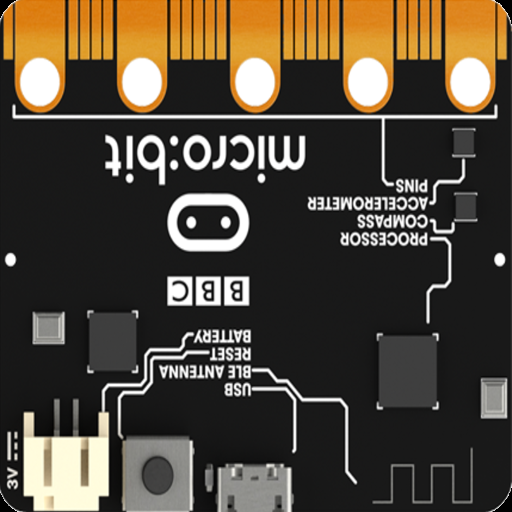 USB
BLE ANTENNA
RESET
BATTERY
BBC
PROCESSOR
COMPASS
ACCELEROMETER
PINS
micro:bit
3V